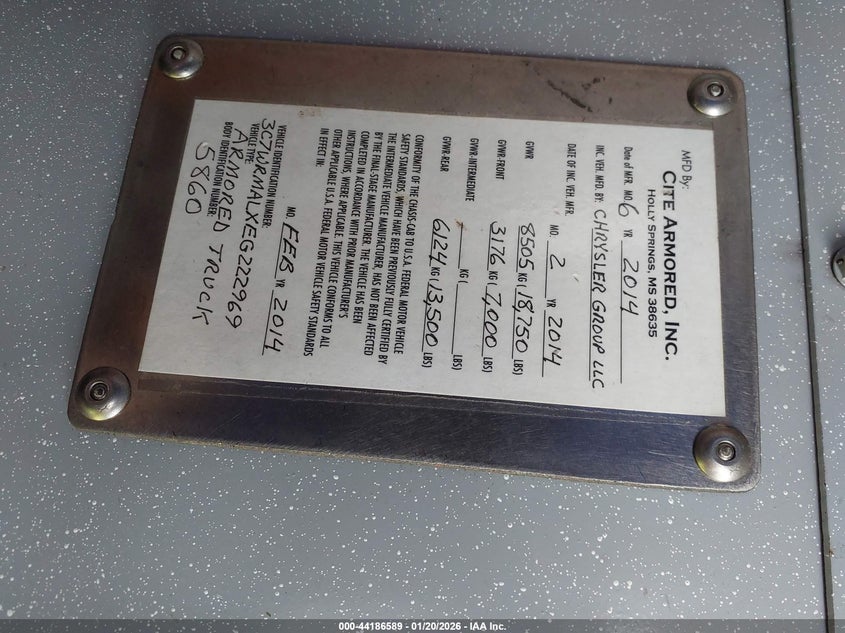 MFD By:
CITE ARMORED, INC.
HOLLY SPRINGS, MS 38635
Date of MFR. MO. 6 YR 2014
INC. VEH. MFD. BY: CHRYSLER GROUP LLC
DATE OF INC. VEH. MFR. MO 2 YR 2014
GVWR 8505 KG ( 18,750 LBS)
GVWR-FRONT 3176 KG ( 7,000 LBS)
GVWR-INTERMEDIATE KG ( LBS)
GVWR-REAR 6124 KG ( 13,500 LBS)
CONFORMITY OF THE CHASIS-CAB TO U.S.A. FEDERAL MOTOR VEHICLE
SAFETY STANDARDS, WHICH HAVE BEEN PREVIOUSLY FULLY CERTIFIED BY
THE INTERMEDIATE VEHICLE MANUFACTURER, HAS NOT BEEN AFFECTED
BY THE FINAL-STAGE MANUFACTURER. THE VEHICLE HAS BEEN
COMPLETED IN ACCORDANCE WITH PRIOR MANUFACTURER'S
INSTRUCTIONS, WHERE APPLICABLE. THIS VEHICLE CONFORMS TO ALL
OTHER APPLICABLE U.S.A. FEDERAL MOTOR VEHICLE SAFETY STANDARDS
IN EFFECT IN:
MO. FEB YR 2014
VEHICLE IDENTIFICATION NUMBER:
3C7WRMALXEG222969
VEHICLE TYPE:
ARMORED TRUCK
BODY IDENTIFICATION NUMBER:
5860
000-44186589 - 01/20/2026 - IAA Inc.